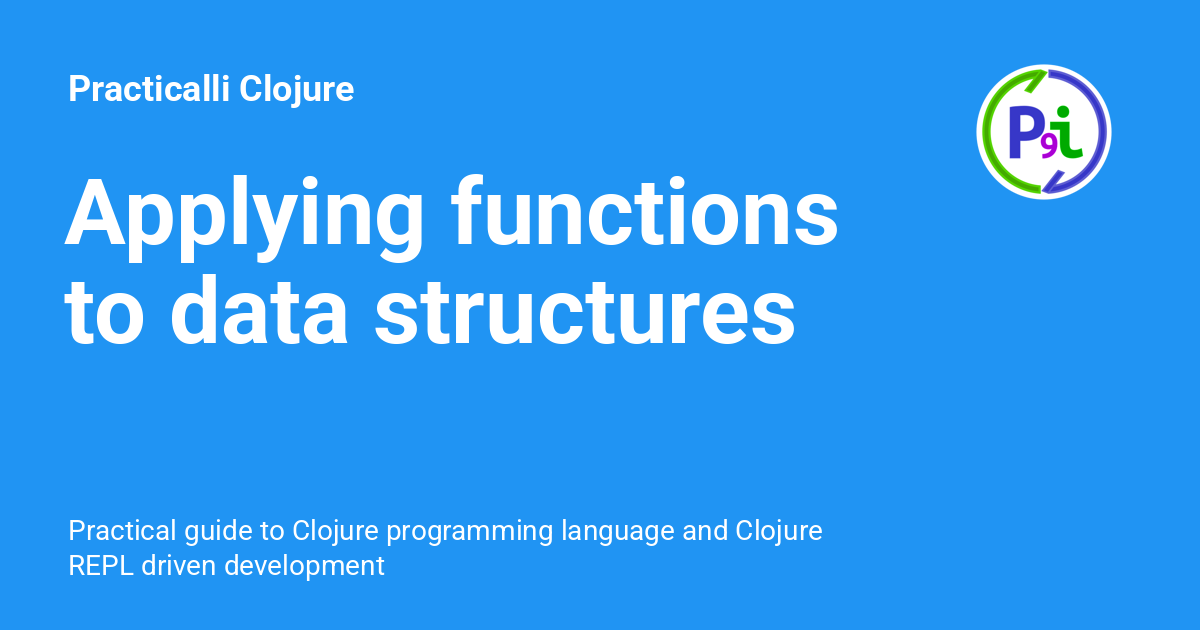 Practicalli Clojure
P9i
Applying functions
to data structures
Practical guide to Clojure programming language and Clojure
REPL driven development